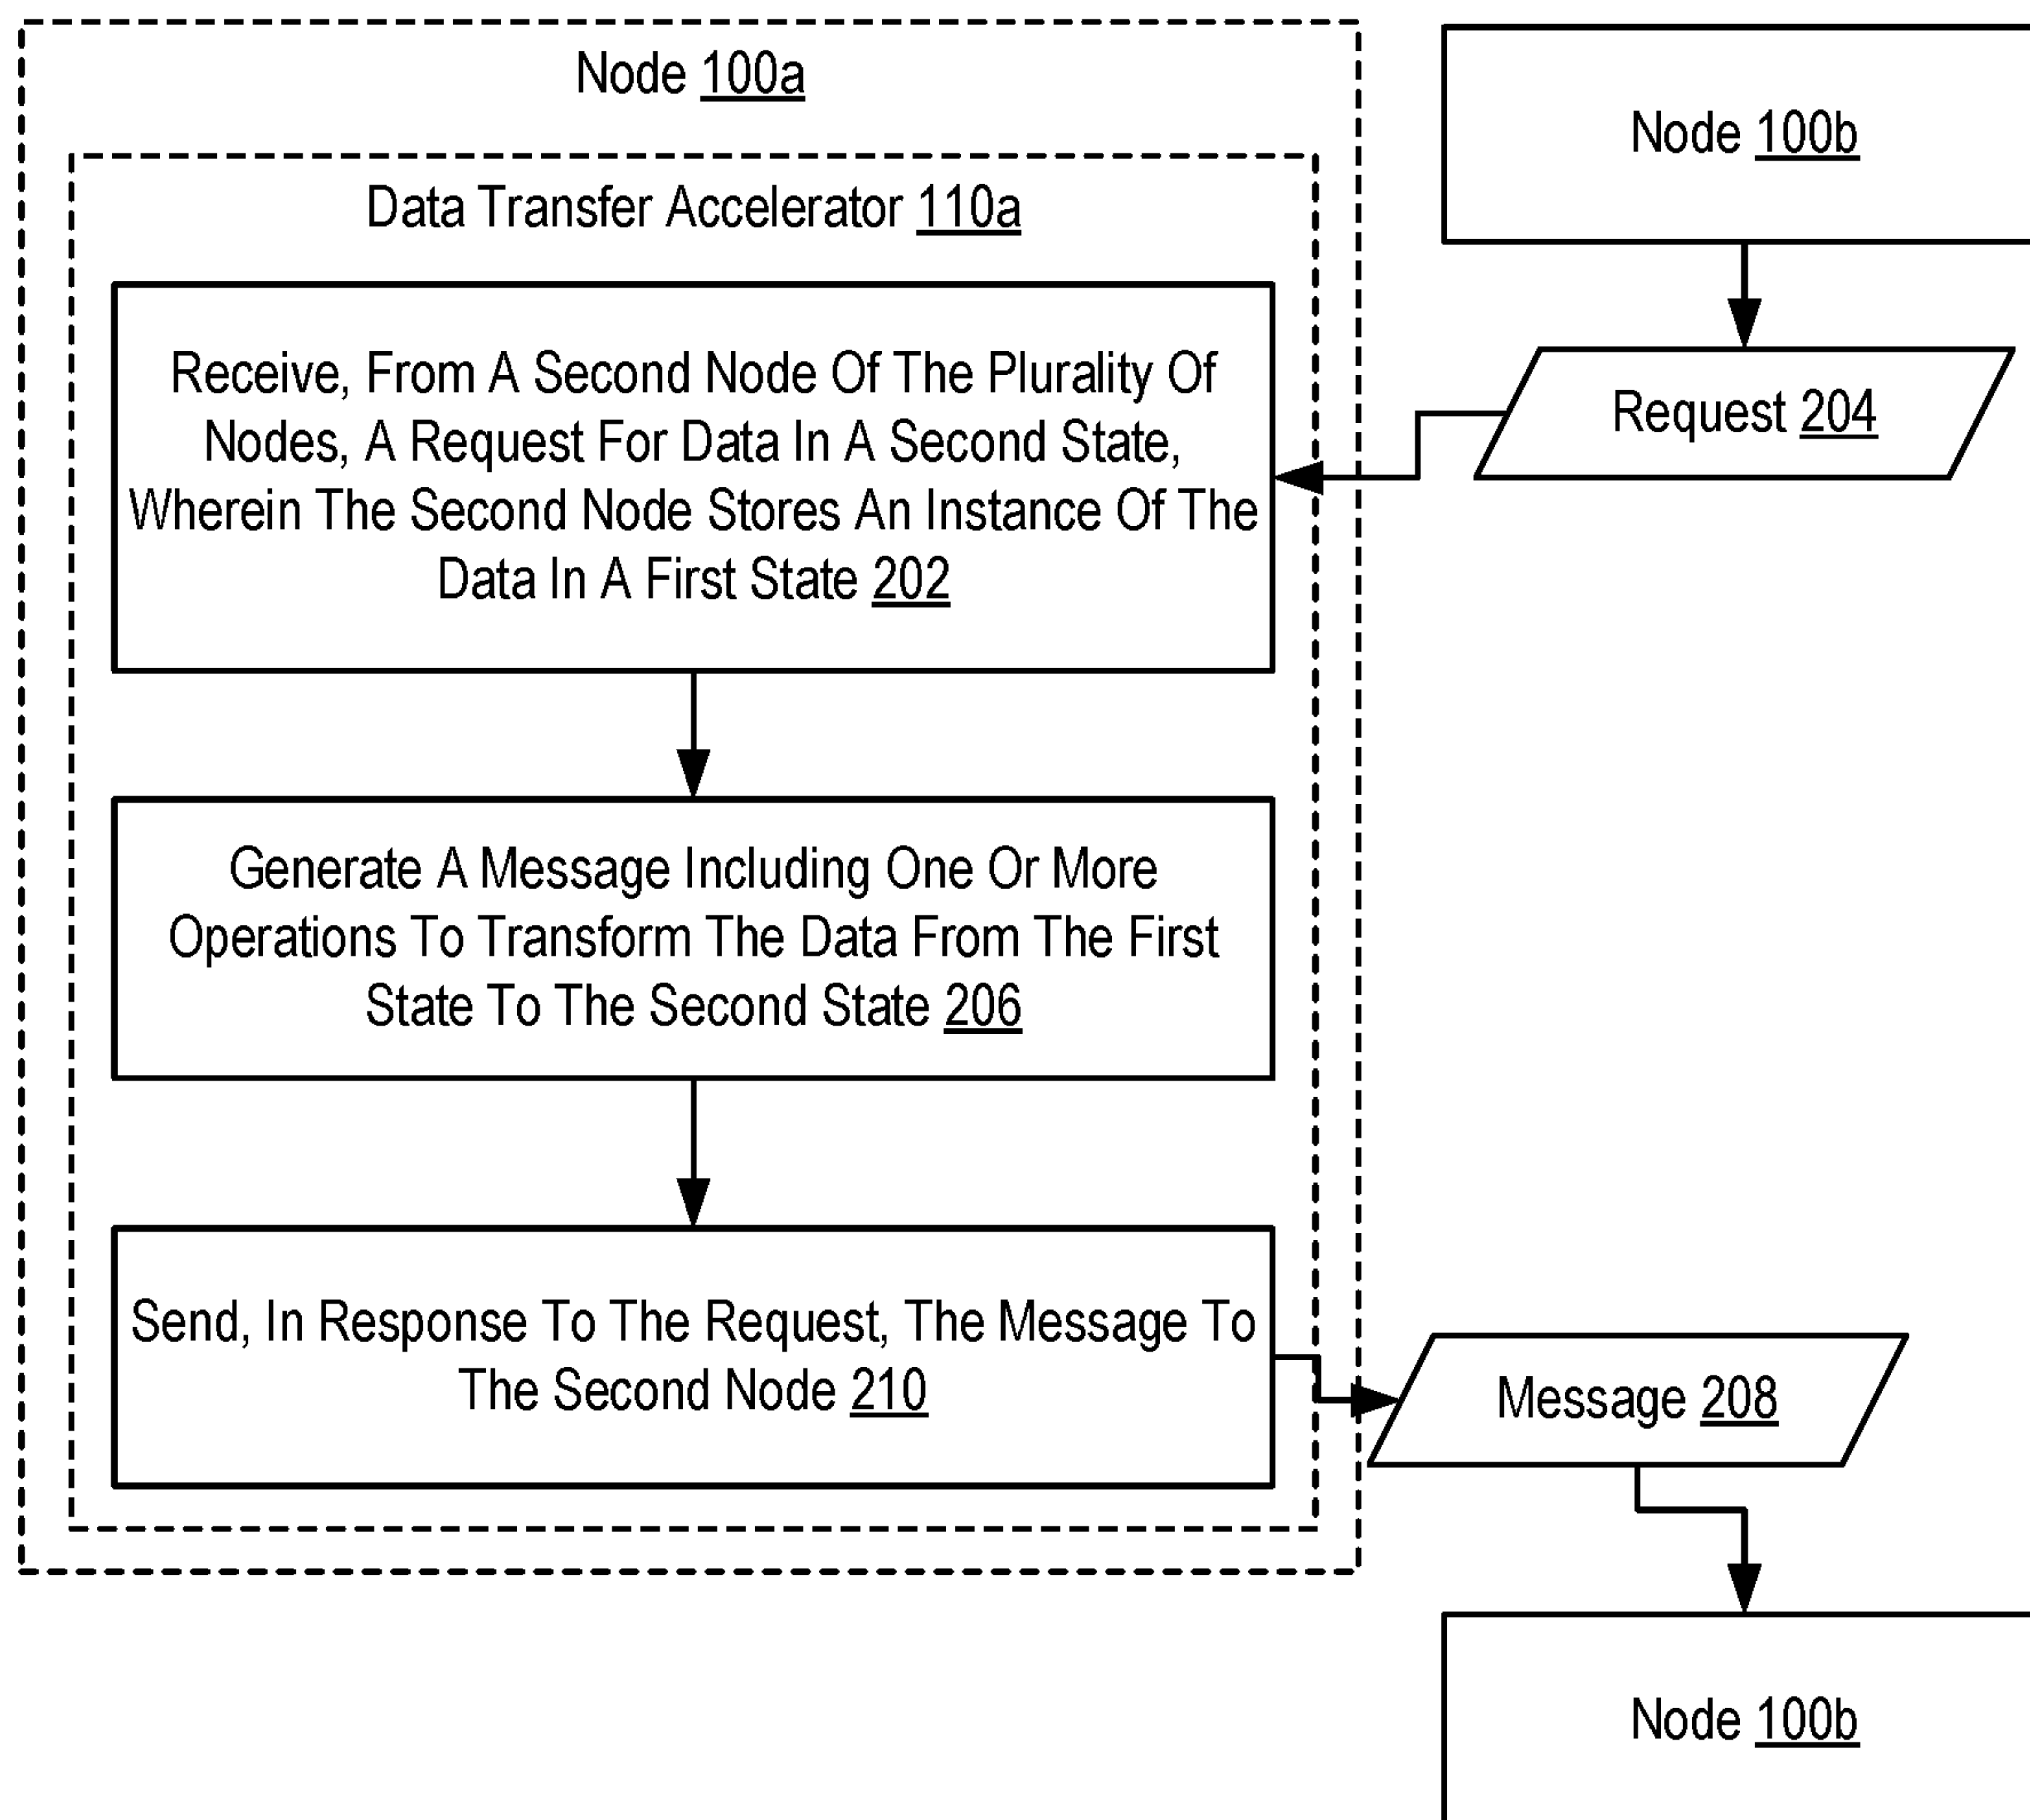 Node 100a
Data Transfer Accelerator 110a
Receive, From A Second Node Of The Plurality Of
Nodes, A Request For Data In A Second State,
Wherein The Second Node Stores An Instance Of The
Data In A First State 202
Generate A Message Including One Or More
Operations To Transform The Data From The First
State To The Second State 206
Send, In Response To The Request, The Message To
The Second Node 210
Node 100b
Request 204
Message 208
Node 100b